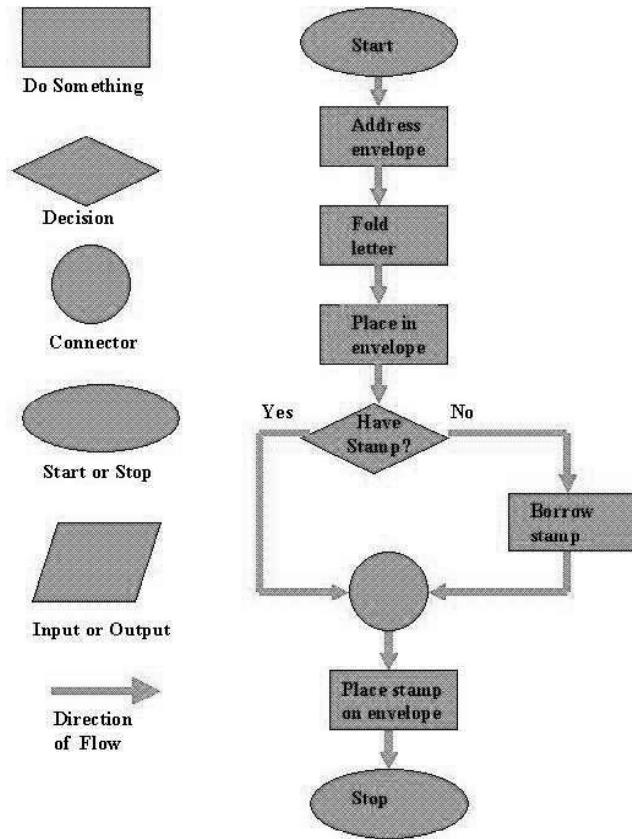 Do Something
Decision
Connector
Start or Stop
Input or Output
Direction
of Flow
Start
Address
envelope
Fold
letter
Place in
envelope
Have
Stamp?
Yes
No
Borrow
stamp
Place stamp
on envelope
Stop